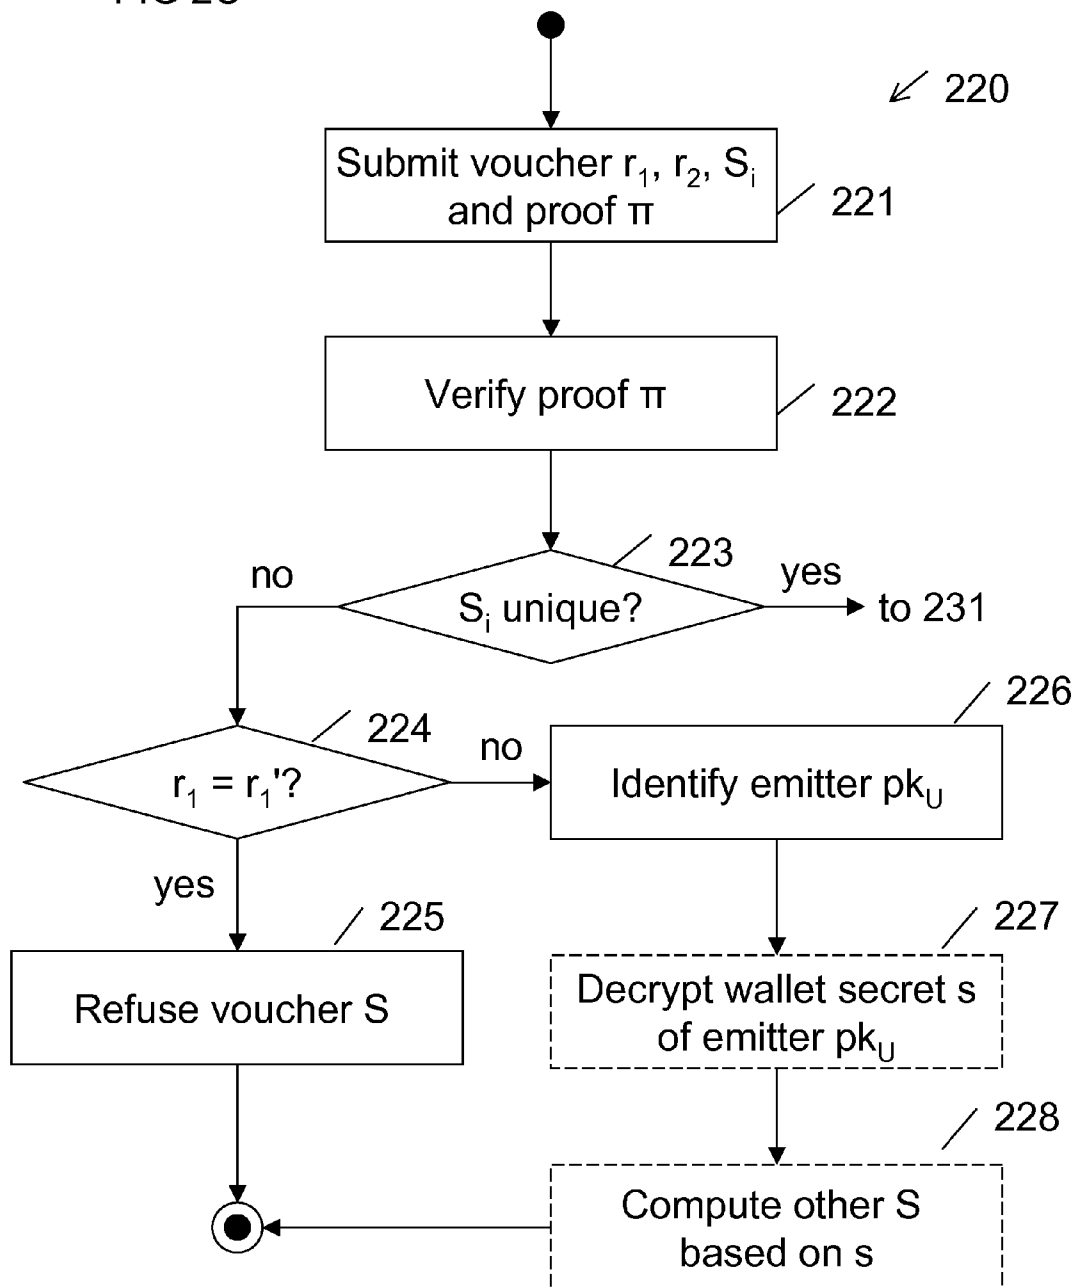 220
Submit voucher r₁, r₂, Sᵢ
and proof π
221
Verify proof π
222
223
no
yes
Sᵢ unique?
to 231
226
224
no
r₁ = r₁'?
Identify emitter pk_U
yes
225
227
Refuse voucher S
Decrypt wallet secret s
of emitter pk_U
228
Compute other S
based on s